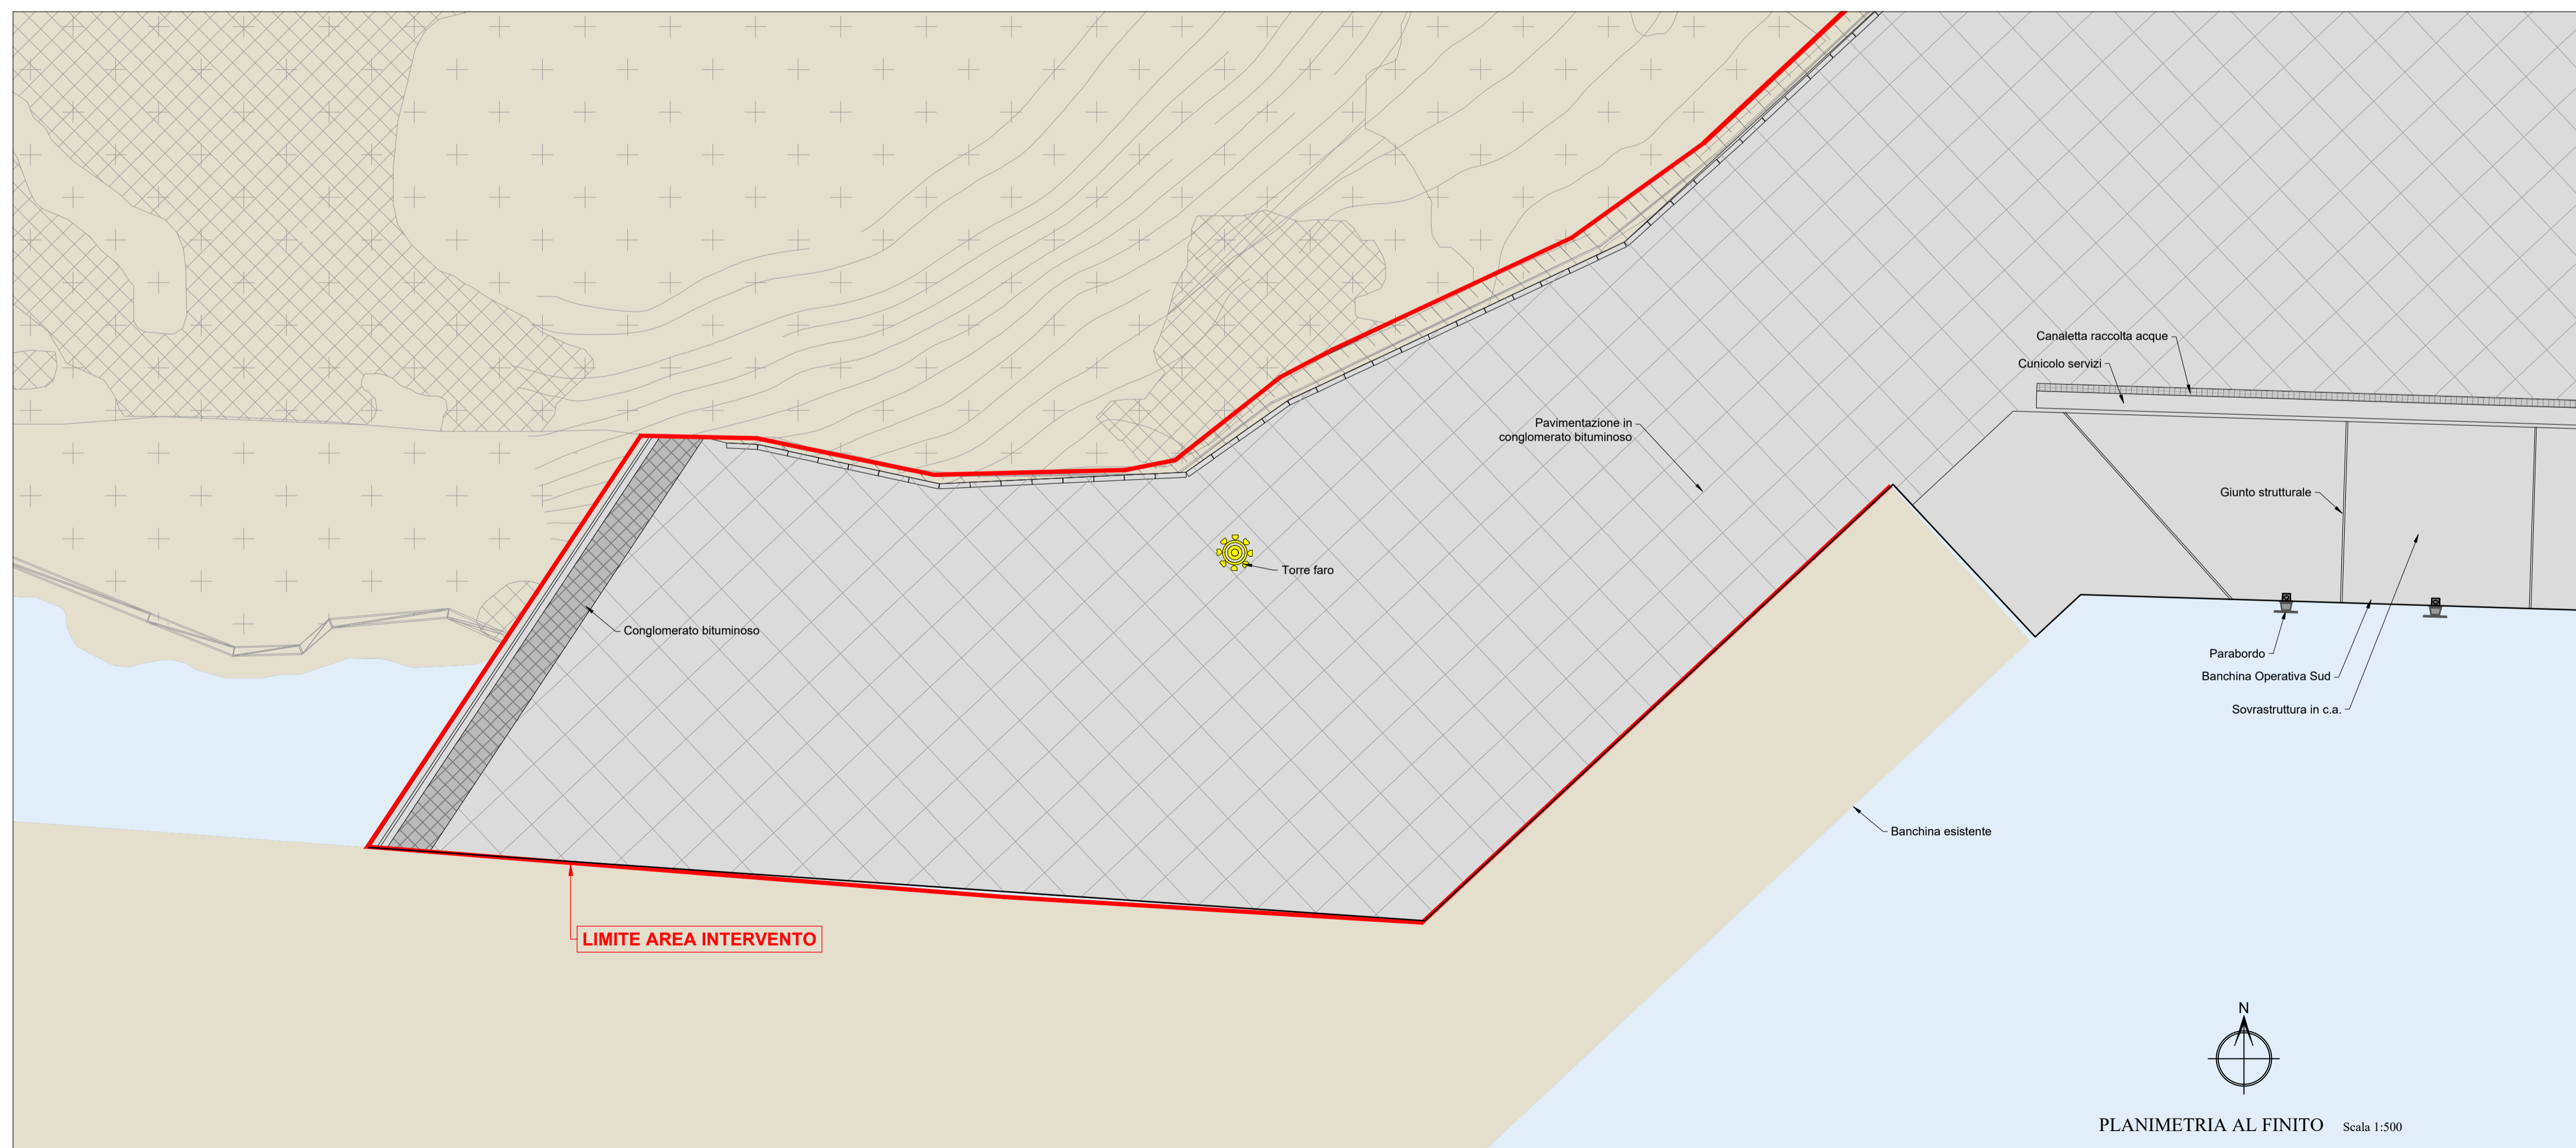 Canaletta raccolta acque
Cunicolo servizi
Pavimentazione in
conglomerato bituminoso
Giunto strutturale
Torre faro
Conglomerato bituminoso
Parabordo
Banchina Operativa Sud
Sovrastruttura in c.a.
Banchina esistente
LIMITE AREA INTERVENTO
N
PLANIMETRIA AL FINITO Scala 1:500